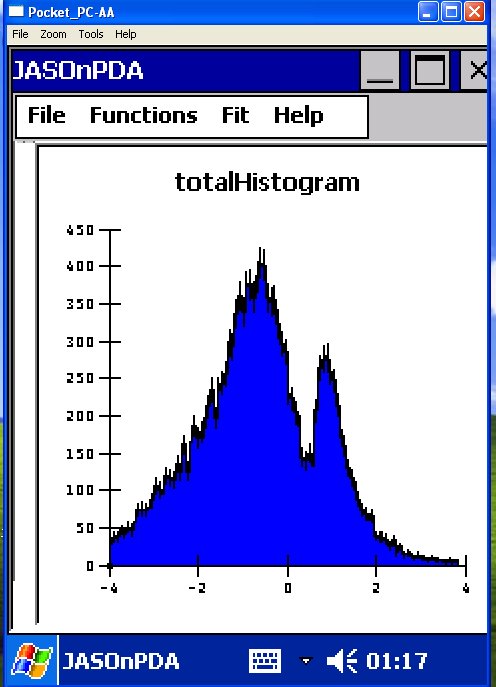 Pocket_PC-AA
File Zoom Tools Help
JASOnPDA
File Functions Fit Help
totalHistogram
450
400
350
300
250
200
150
100
50
0
-4 -2 0 2 4
JASOnPDA 01:17